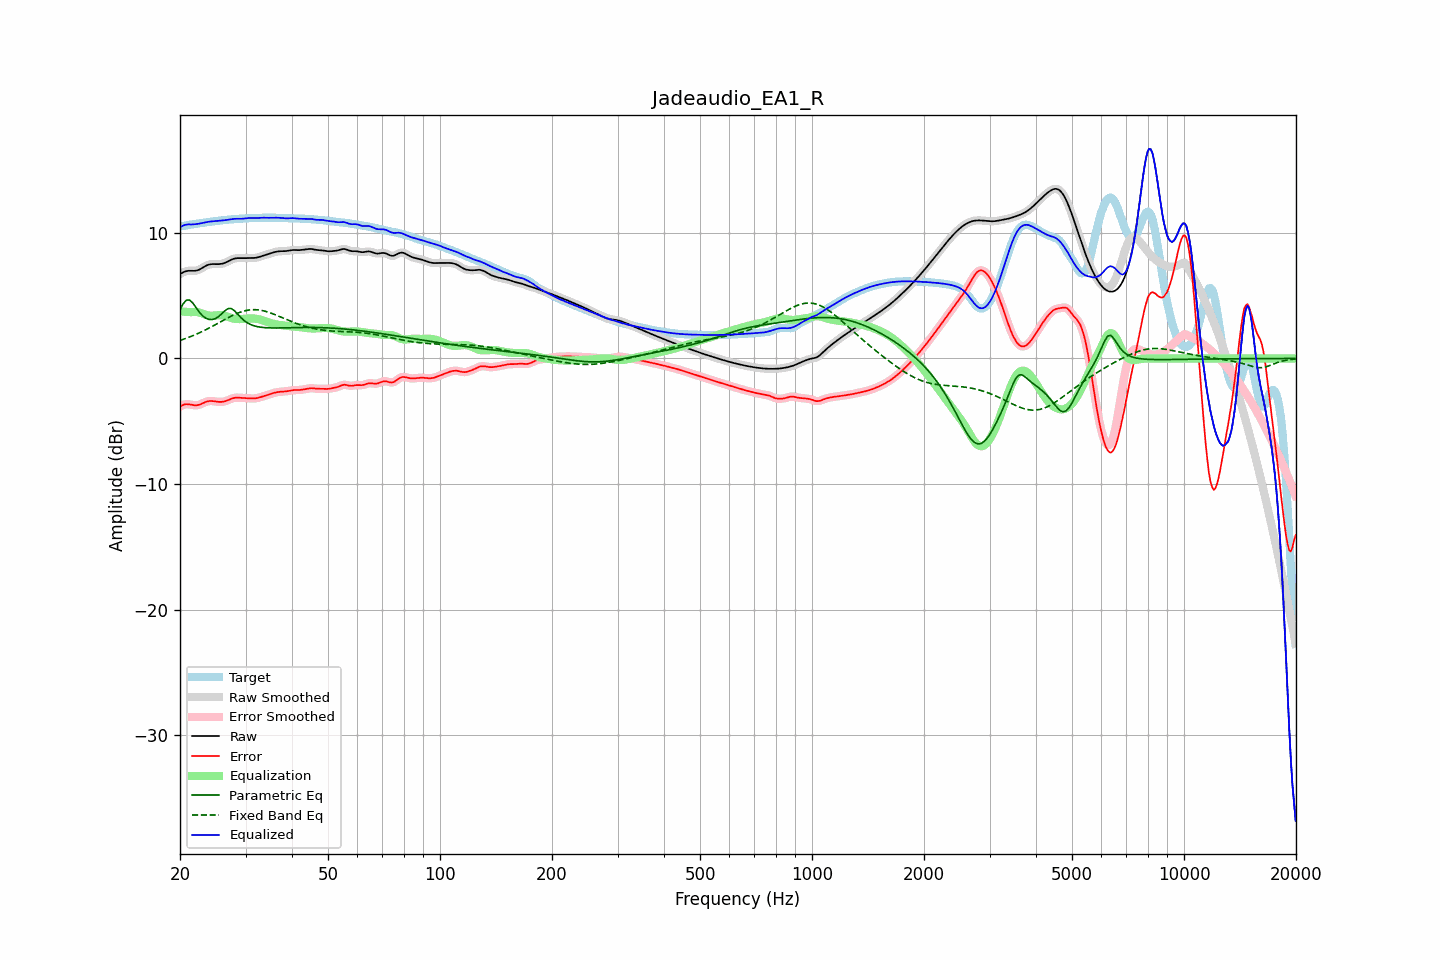 Jadeaudio_EA1_R
Amplitude (dBr)
10
0
−10
−20
−30
Target
Raw Smoothed
Error Smoothed
Raw
Error
Equalization
Parametric Eq
Fixed Band Eq
Equalized
20 50 100 200 500 1000 2000 5000 10000 20000
Frequency (Hz)